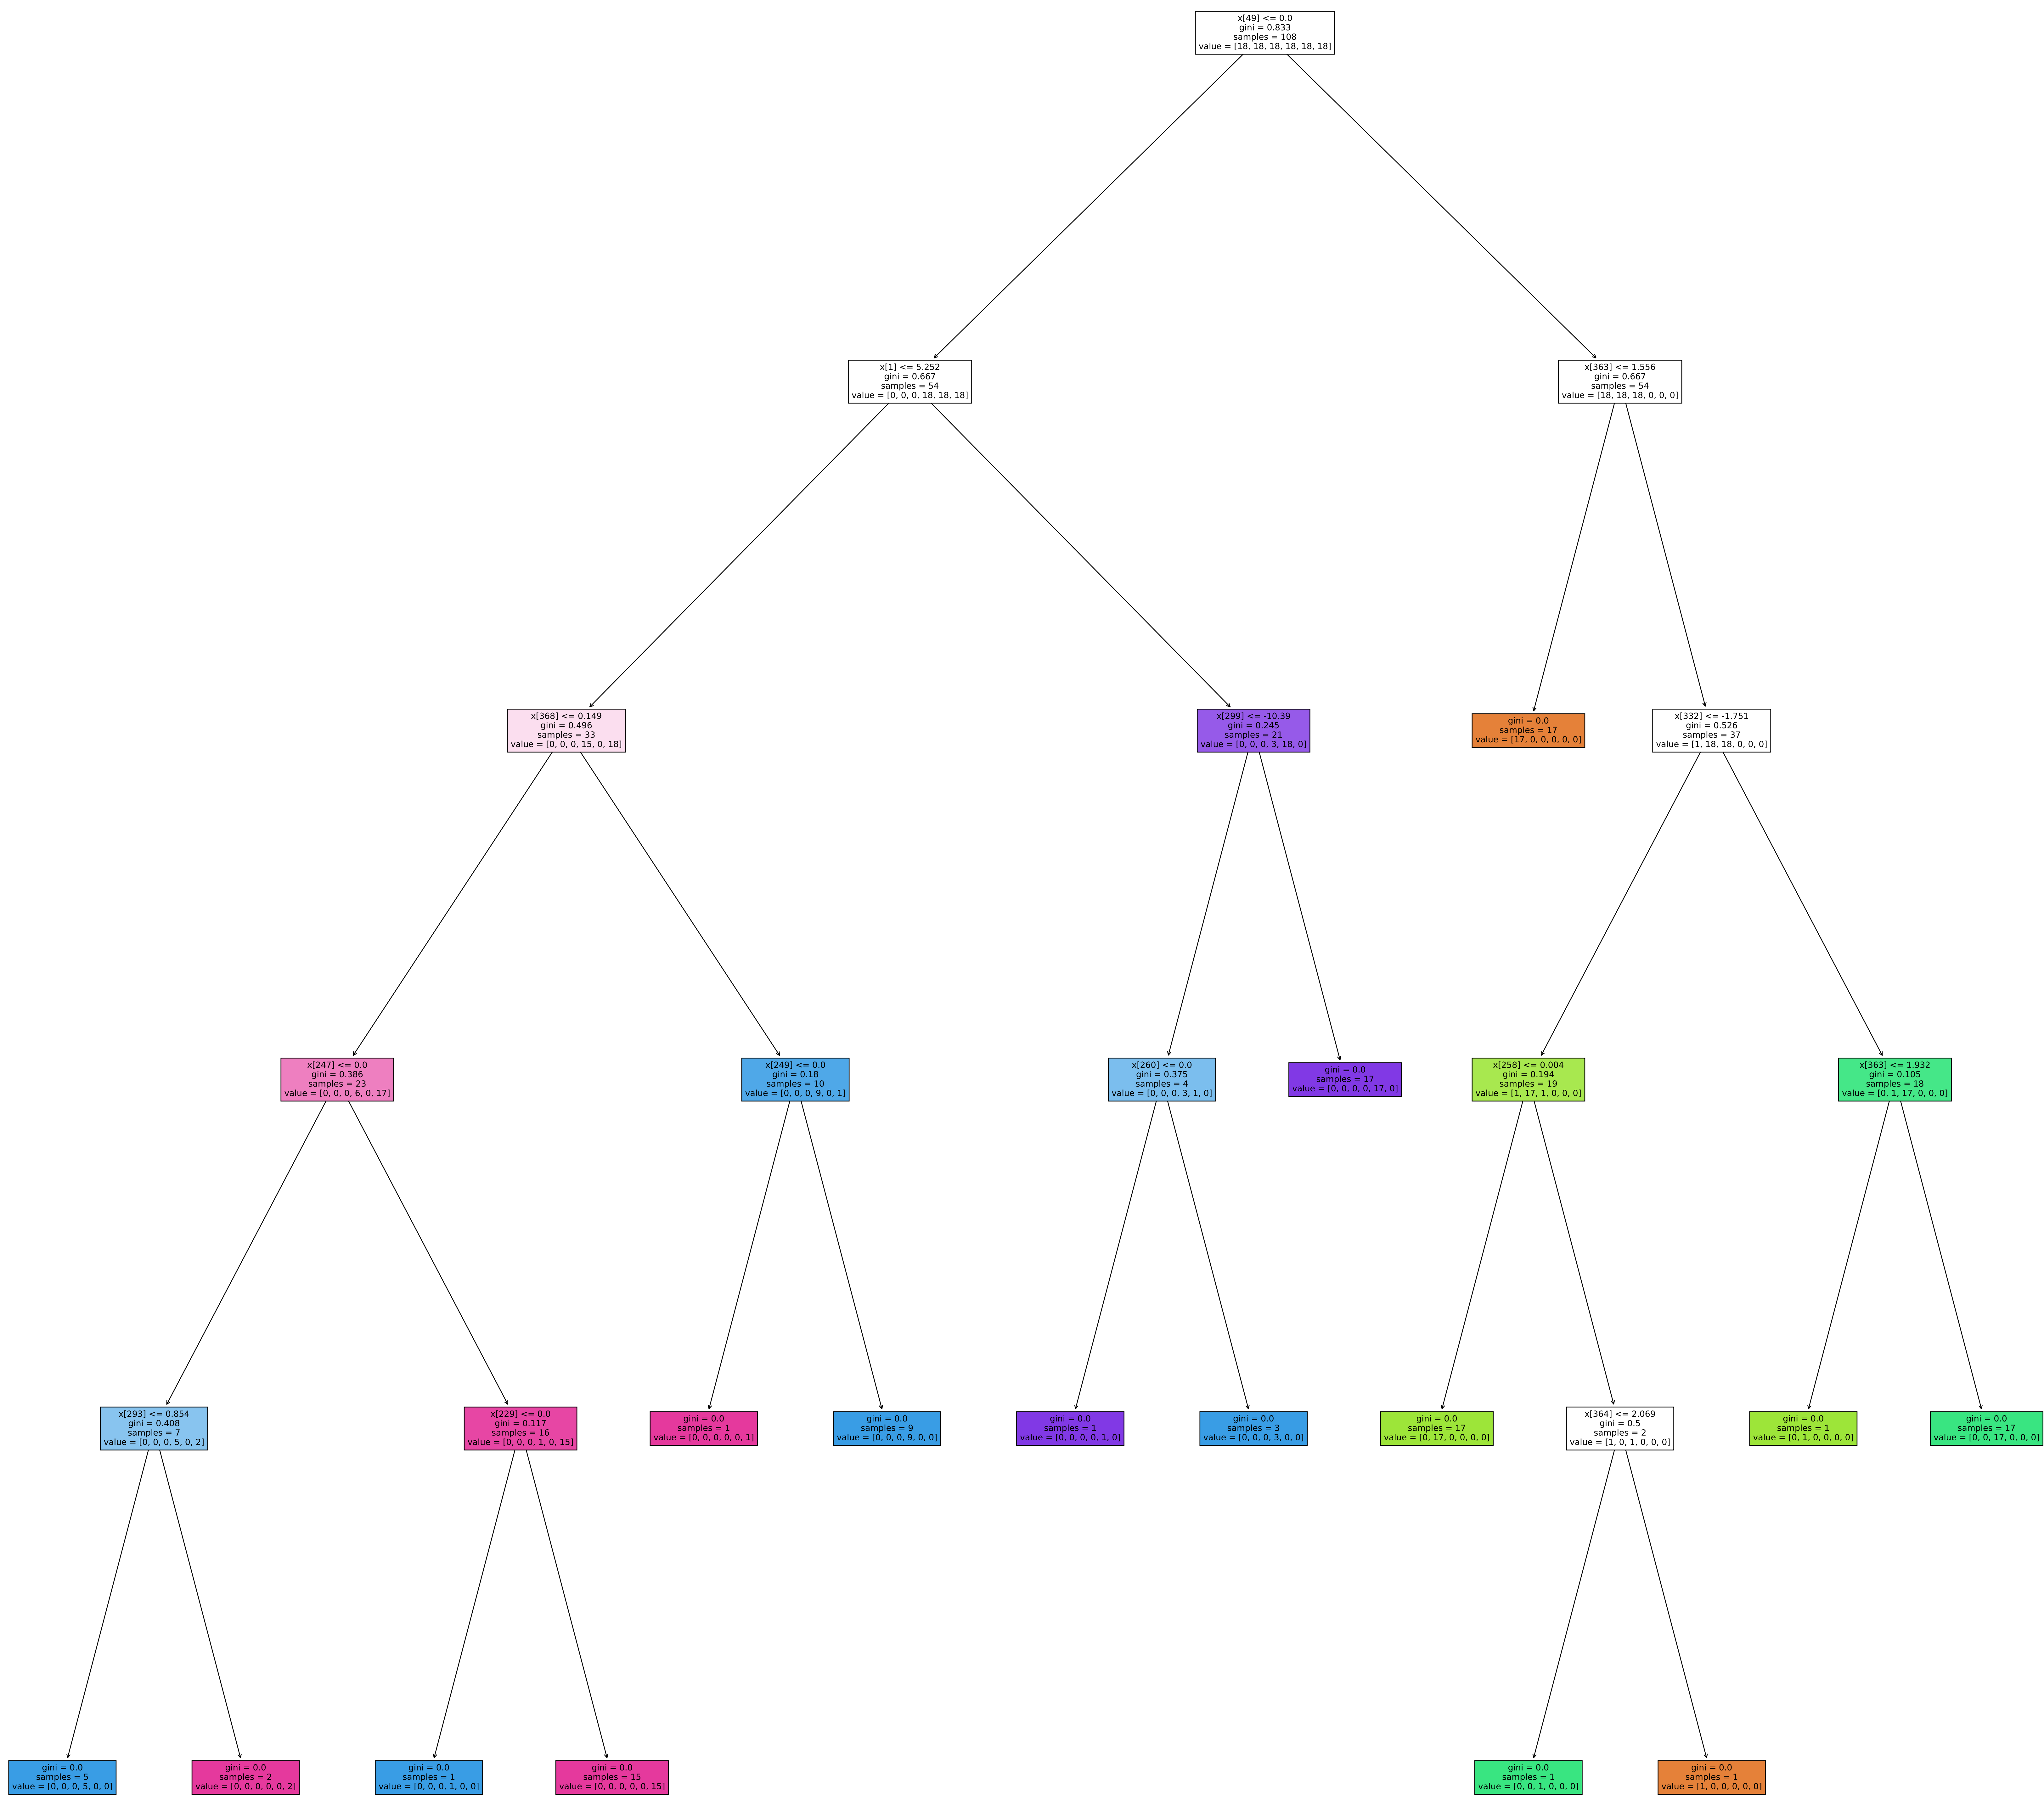 x[49] <= 0.0
gini = 0.833
samples = 108
value = [18, 18, 18, 18, 18, 18]
x[1] <= 5.252
gini = 0.667
samples = 54
value = [0, 0, 0, 18, 18, 18]
x[363] <= 1.556
gini = 0.667
samples = 54
value = [18, 18, 18, 0, 0, 0]
x[368] <= 0.149
gini = 0.496
samples = 33
value = [0, 0, 0, 15, 0, 18]
x[299] <= -10.39
gini = 0.245
samples = 21
value = [0, 0, 0, 3, 18, 0]
gini = 0.0
samples = 17
value = [17, 0, 0, 0, 0, 0]
x[332] <= -1.751
gini = 0.526
samples = 37
value = [1, 18, 18, 0, 0, 0]
x[247] <= 0.0
gini = 0.386
samples = 23
value = [0, 0, 0, 6, 0, 17]
x[249] <= 0.0
gini = 0.18
samples = 10
value = [0, 0, 0, 9, 0, 1]
x[260] <= 0.0
gini = 0.375
samples = 4
value = [0, 0, 0, 3, 1, 0]
gini = 0.0
samples = 17
value = [0, 0, 0, 0, 17, 0]
x[258] <= 0.004
gini = 0.194
samples = 19
value = [1, 17, 1, 0, 0, 0]
x[363] <= 1.932
gini = 0.105
samples = 18
value = [0, 1, 17, 0, 0, 0]
x[293] <= 0.854
gini = 0.408
samples = 7
value = [0, 0, 0, 5, 0, 2]
x[229] <= 0.0
gini = 0.117
samples = 16
value = [0, 0, 0, 1, 0, 15]
gini = 0.0
samples = 1
value = [0, 0, 0, 0, 0, 1]
gini = 0.0
samples = 9
value = [0, 0, 0, 9, 0, 0]
gini = 0.0
samples = 1
value = [0, 0, 0, 0, 1, 0]
gini = 0.0
samples = 3
value = [0, 0, 0, 3, 0, 0]
gini = 0.0
samples = 17
value = [0, 17, 0, 0, 0, 0]
x[364] <= 2.069
gini = 0.5
samples = 2
value = [1, 0, 1, 0, 0, 0]
gini = 0.0
samples = 1
value = [0, 1, 0, 0, 0, 0]
gini = 0.0
samples = 17
value = [0, 0, 17, 0, 0, 0]
gini = 0.0
samples = 5
value = [0, 0, 0, 5, 0, 0]
gini = 0.0
samples = 2
value = [0, 0, 0, 0, 0, 2]
gini = 0.0
samples = 1
value = [0, 0, 0, 1, 0, 0]
gini = 0.0
samples = 15
value = [0, 0, 0, 0, 0, 15]
gini = 0.0
samples = 1
value = [0, 0, 1, 0, 0, 0]
gini = 0.0
samples = 1
value = [1, 0, 0, 0, 0, 0]